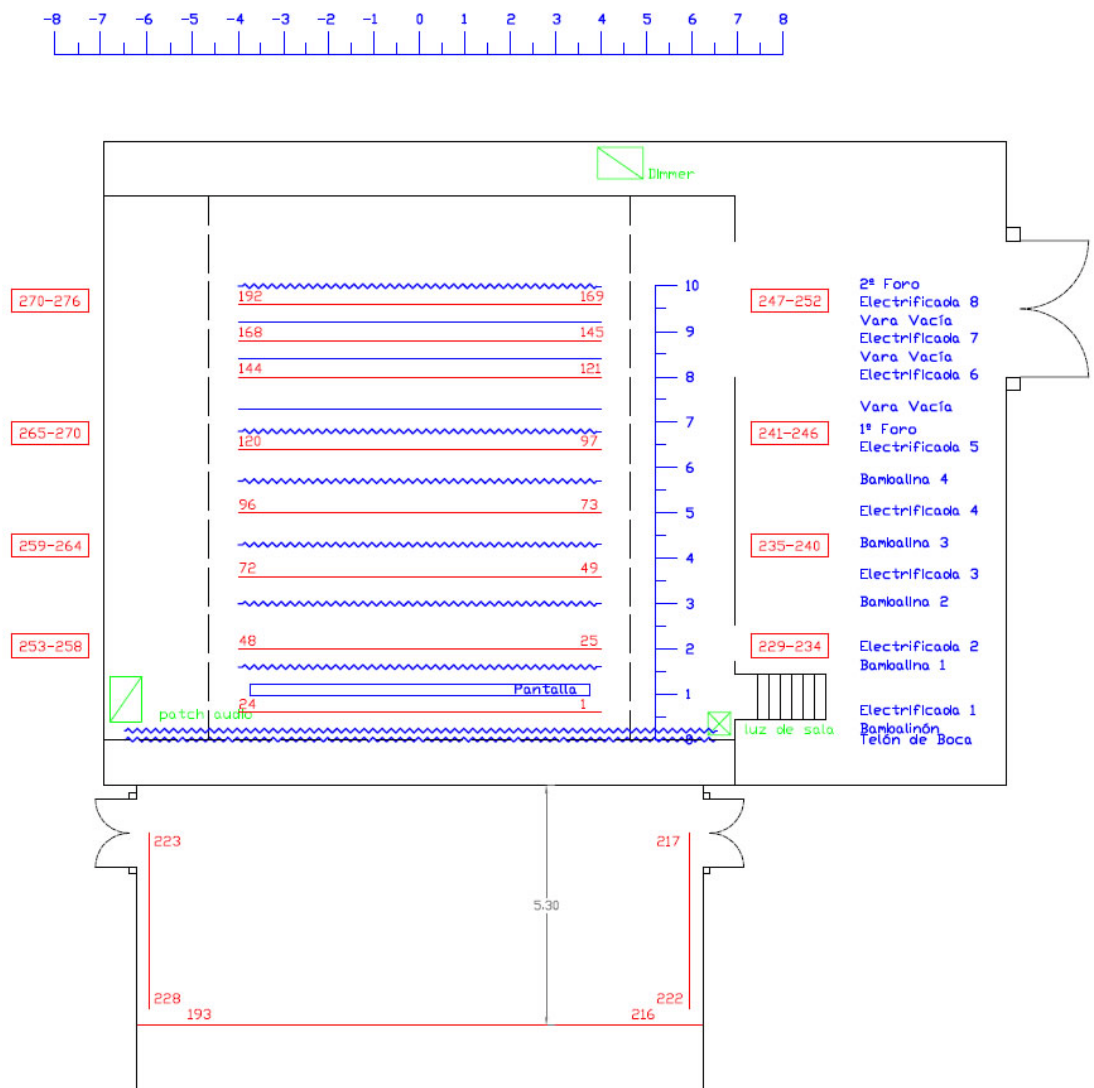 -8 -7 -6 -5 -4 -3 -2 -1 0 1 2 3 4 5 6 7 8
Dimmer
270-276 192 169 10 247-252 2ª Foro
Electrificada 8
Vara Vacía
168 145 9 Electrificada 7
Vara Vacía
144 121 8 Electrificada 6
Vara Vacía
7
265-270 120 97 241-246 1ª Foro
Electrificada 5
6
Bambalina 4
96 73 5 Electrificada 4
259-264 235-240 Bambalina 3
4
72 49 Electrificada 3
3 Bambalina 2
253-258 48 25 2 229-234 Electrificada 2
Bambalina 1
Pantalla 1
24 1 Electrificada 1
patch audio
luz de sala Bambalinón
0 Telón de Boca
223 217
5.30
228 222
193 216